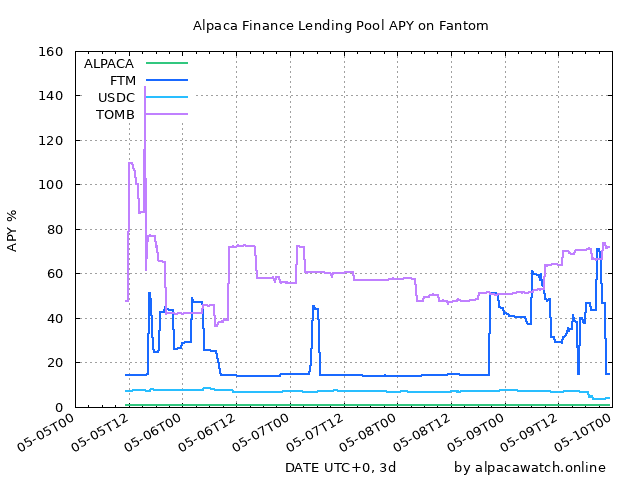 Alpaca Finance Lending Pool APY on Fantom
APY %
160
140
120
100
80
60
40
20
0
ALPACA
FTM
USDC
TOMB
05-05T00
05-05T12
05-06T00
05-06T12
05-07T00
05-07T12
05-08T00
05-08T12
05-09T00
05-09T12
05-10T00
DATE UTC+0, 3d
by alpacawatch.online